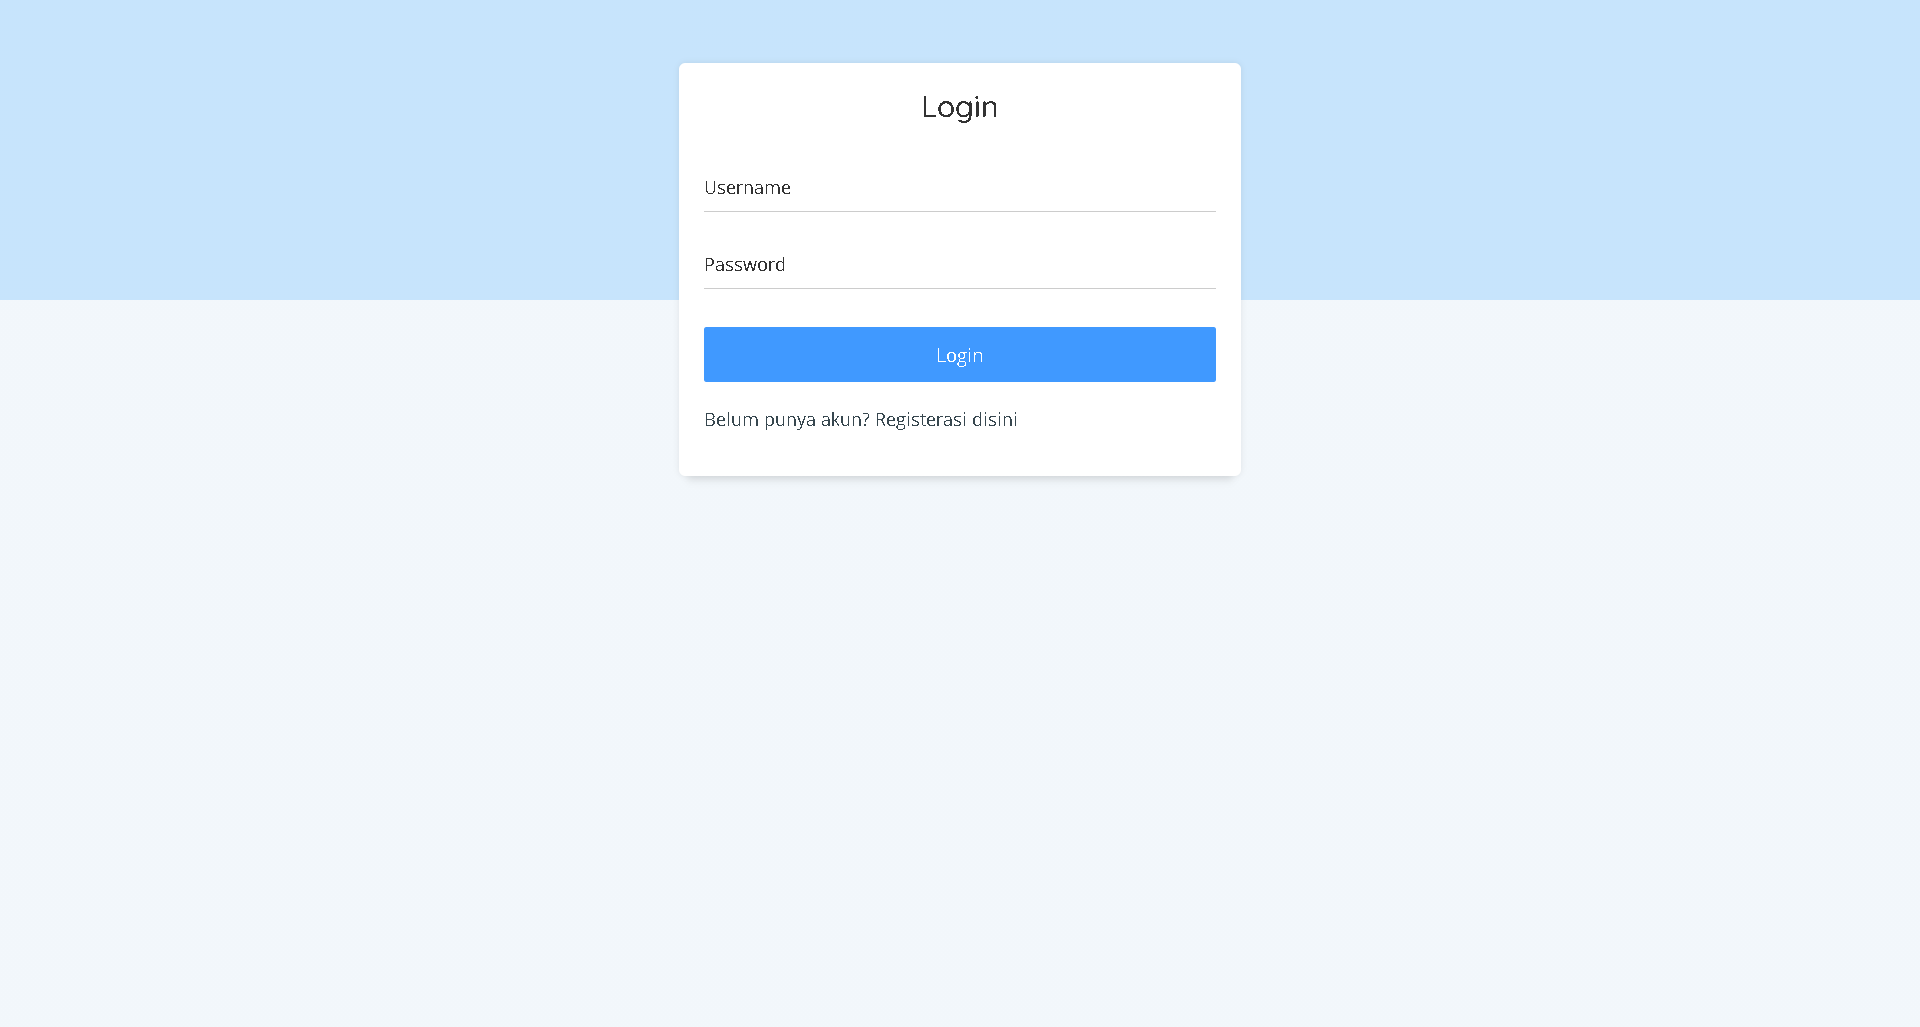 Login
Username
Password
Login
Belum punya akun? Registerasi disini